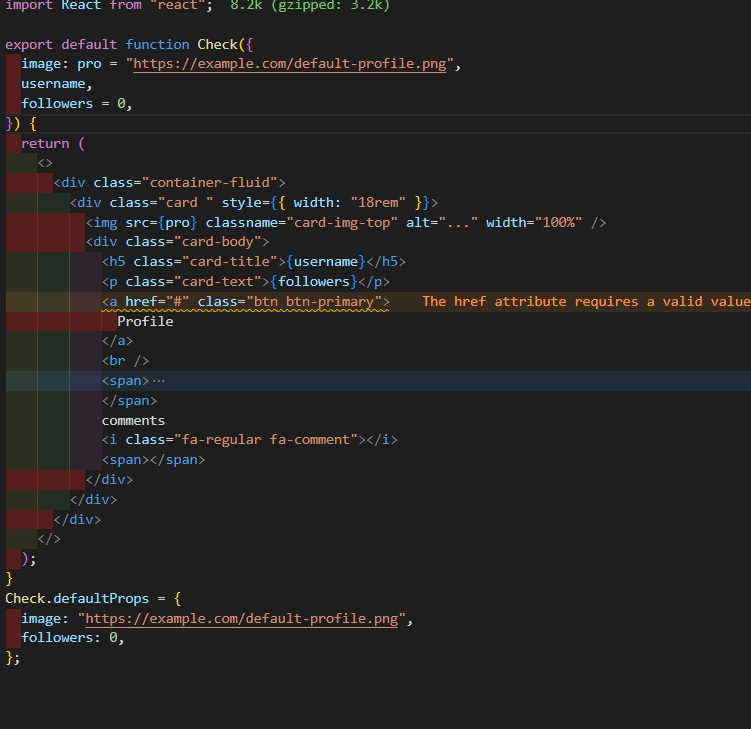 import React from "react";  8.2k (gzipped: 3.2k)
export default function Check({
  image: pro = "https://example.com/default-profile.png",
  username,
  followers = 0,
}) {
  return (
    <>
      <div class="container-fluid">
        <div class="card " style={{ width: "18rem" }}>
          <img src={pro} classname="card-img-top" alt="..." width="100%" />
          <div class="card-body">
            <h5 class="card-title">{username}</h5>
            <p class="card-text">{followers}</p>
            <a href="#" class="btn btn-primary">    The href attribute requires a valid value
              Profile
            </a>
            <br />
            <span>⋯
            </span>
            comments
            <i class="fa-regular fa-comment"></i>
            <span></span>
          </div>
        </div>
      </div>
    </>
  );
}
Check.defaultProps = {
  image: "https://example.com/default-profile.png",
  followers: 0,
};